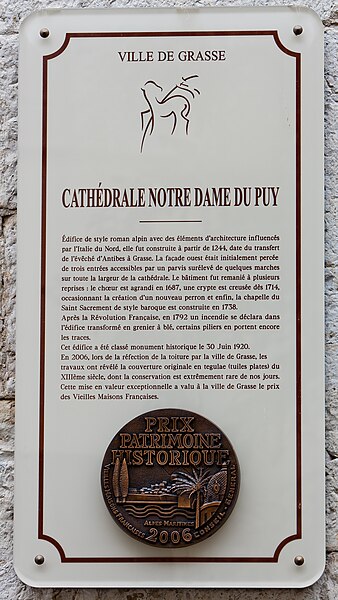 VILLE DE GRASSE
CATHÉDRALE NOTRE DAME DU PUY
Édifice de style roman alpin avec des éléments d'architecture influencés
par l'Italie du Nord, elle fut construite à partir de 1244, date du transfert
de l'évêché d'Antibes à Grasse. La façade ouest était initialement percée
de trois entrées accessibles par un parvis surélevé de quelques marches
sur toute la largeur de la cathédrale. Le bâtiment fut remanié à plusieurs
reprises : le chœur est agrandi en 1687, une crypte est creusée dès 1714,
occasionnant la création d'un nouveau perron et enfin, la chapelle du
Saint Sacrement de style baroque est construite en 1738.
Après la Révolution Française, en 1792 un incendie se déclara dans
l'édifice transformé en grenier à blé, certains piliers en portent encore
les traces.
Cet édifice a été classé monument historique le 30 Juin 1920.
En 2006, lors de la réfection de la toiture par la ville de Grasse, les
travaux ont révélé la couverture originale en tegulae (tuiles plates) du
XIIIème siècle, dont la conservation est extrêmement rare de nos jours.
Cette mise en valeur exceptionnelle a valu à la ville de Grasse le prix
des Vieilles Maisons Françaises.
PRIX
PATRIMOINE
HISTORIQUE
VIEILLES MAISONS FRANÇAISES
CONSEIL GENERAL
ALPES MARITIMES
2006